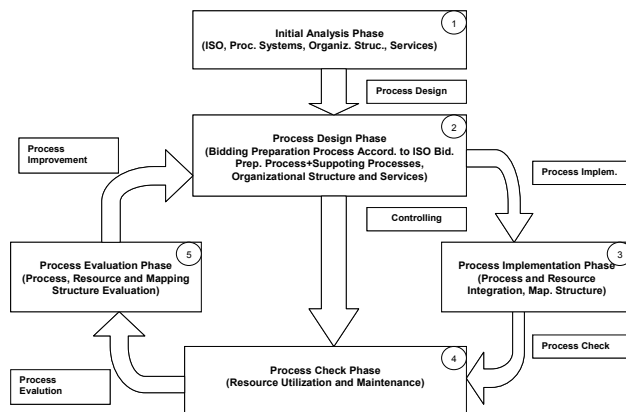 1
Initial Analysis Phase
(ISO, Proc. Systems, Organiz. Struc., Services)
Process Design
2
Process Design Phase
(Bidding Preparation Process Accord. to ISO Bid.
Prep. Process+Suppoting Processes,
Organizational Structure and Services)
Process
Improvement
Process Implem.
Controlling
5
Process Evaluation Phase
(Process, Resource and Mapping
Structure Evaluation)
3
Process Implementation Phase
(Process and Resource
Integration, Map. Structure)
Process Check
4
Process Check Phase
(Resource Utilization and Maintenance)
Process
Evalution